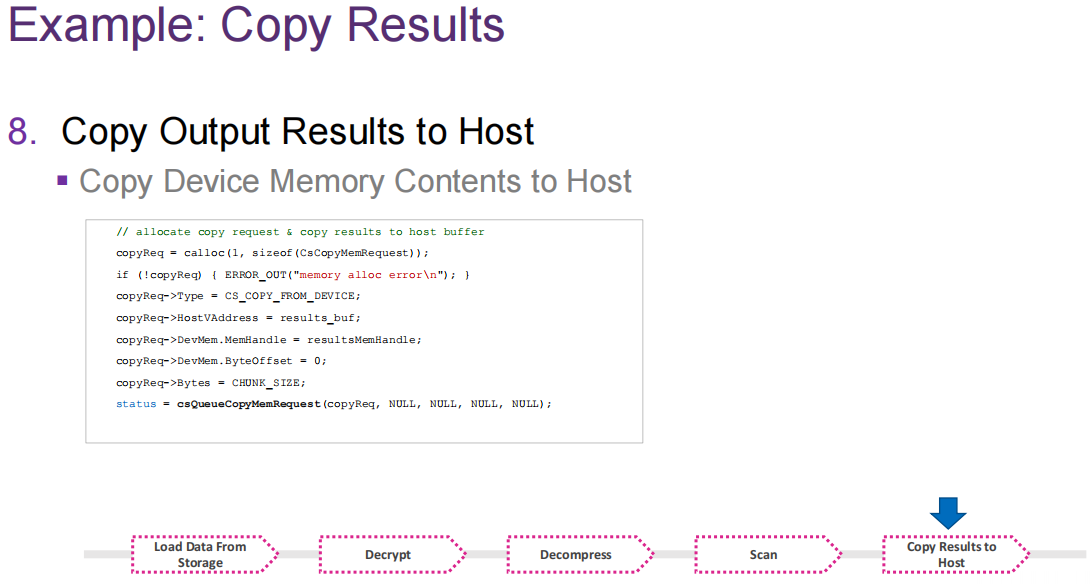 Example: Copy Results
8. Copy Output Results to Host
▪ Copy Device Memory Contents to Host
// allocate copy request & copy results to host buffer
copyReq = calloc(1, sizeof(CsCopyMemRequest));
if (!copyReq) { ERROR_OUT("memory alloc error\n"); }
copyReq->Type = CS_COPY_FROM_DEVICE;
copyReq->HostVAddress = results_buf;
copyReq->DevMem.MemHandle = resultsMemHandle;
copyReq->DevMem.ByteOffset = 0;
copyReq->Bytes = CHUNK_SIZE;
status = csQueueCopyMemRequest(copyReq, NULL, NULL, NULL, NULL);
Load Data From
Storage
Decrypt
Decompress
Scan
Copy Results to
Host